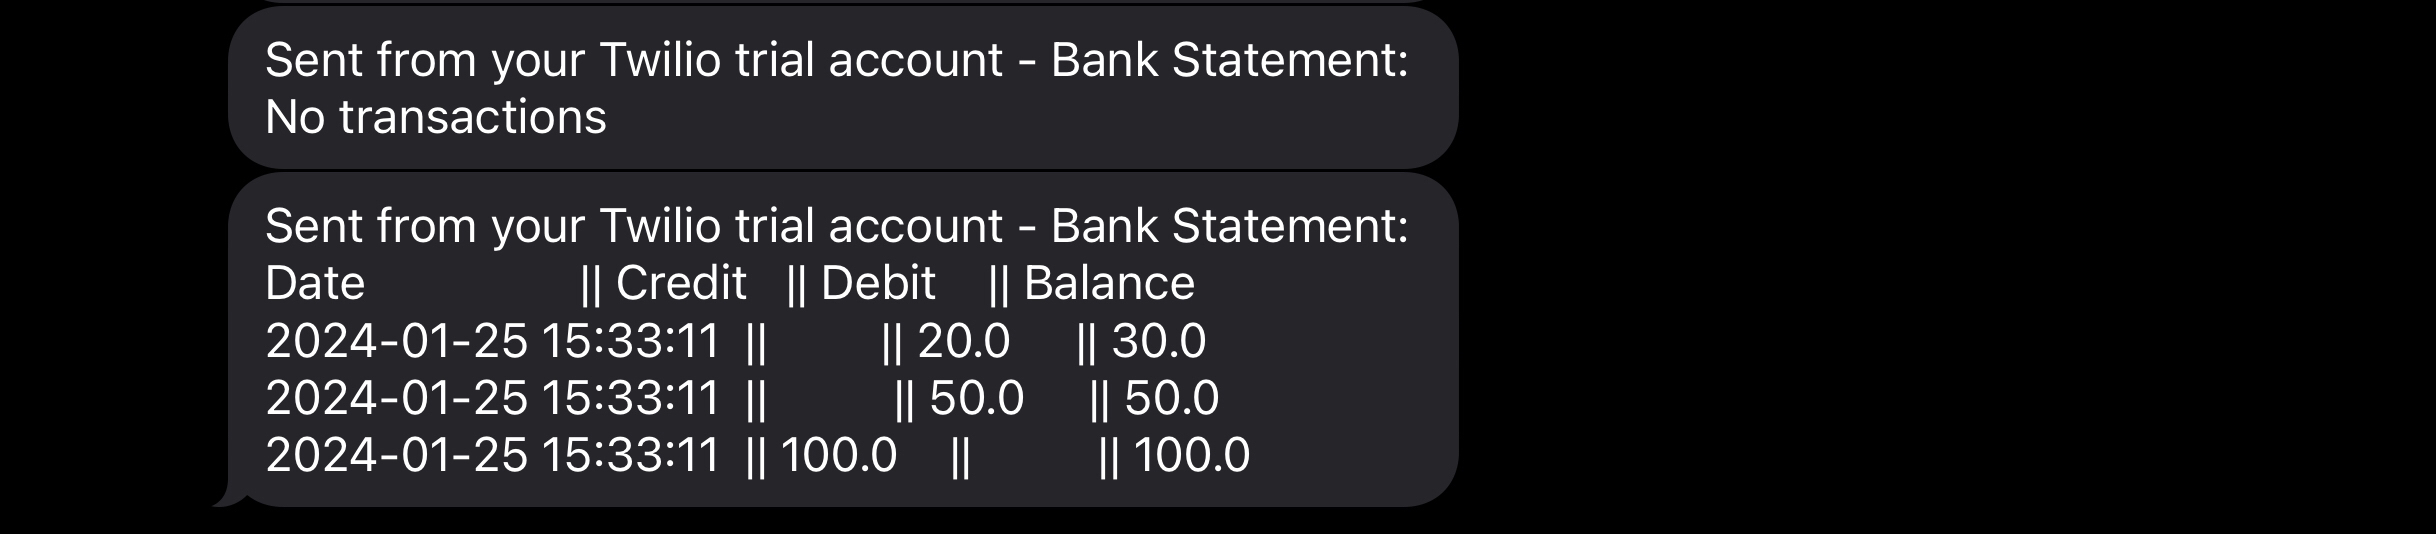 Sent from your Twilio trial account - Bank Statement:
No transactions
Sent from your Twilio trial account - Bank Statement:
Date || Credit || Debit || Balance
2024-01-25 15:33:11 || || 20.0 || 30.0
2024-01-25 15:33:11 || || 50.0 || 50.0
2024-01-25 15:33:11 || 100.0 || || 100.0